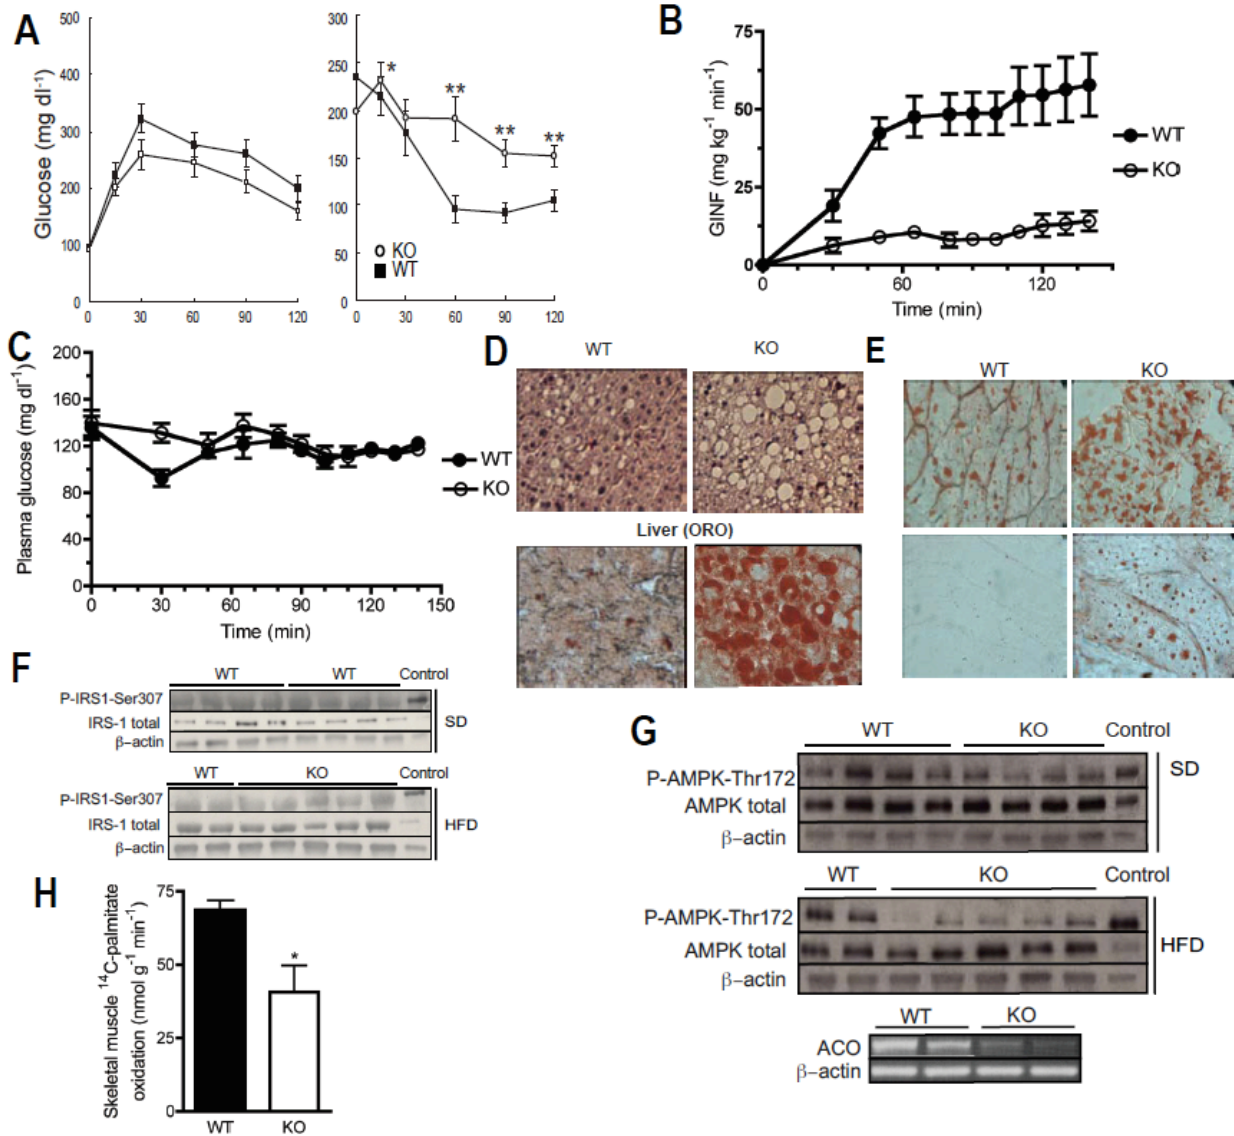 A
Glucose (mg dl-1)
500
400
300
200
100
0
0 30 60 90 120
300
250
200
150
100
50
0
* ** ** **
KO
WT
0 30 60 90 120
B
GINF (mg kg-1 min-1)
75
50
25
0
0 60 120
Time (min)
WT
KO
C
Plasma glucose (mg dl-1)
200
160
120
80
40
0
0 30 60 90 120 150
Time (min)
WT
KO
D
WT KO
Liver (ORO)
E
WT KO
F
WT WT Control
P-IRS1-Ser307
IRS-1 total
β-actin
SD
WT KO Control
P-IRS1-Ser307
IRS-1 total
β-actin
HFD
G
WT KO Control
P-AMPK-Thr172
AMPK total
β-actin
SD
WT KO Control
P-AMPK-Thr172
AMPK total
β-actin
HFD
WT KO
ACO
β-actin
H
Skeletal muscle 14C-palmitate
oxidation (nmol g-1 min-1)
75
50
25
0
*
WT KO